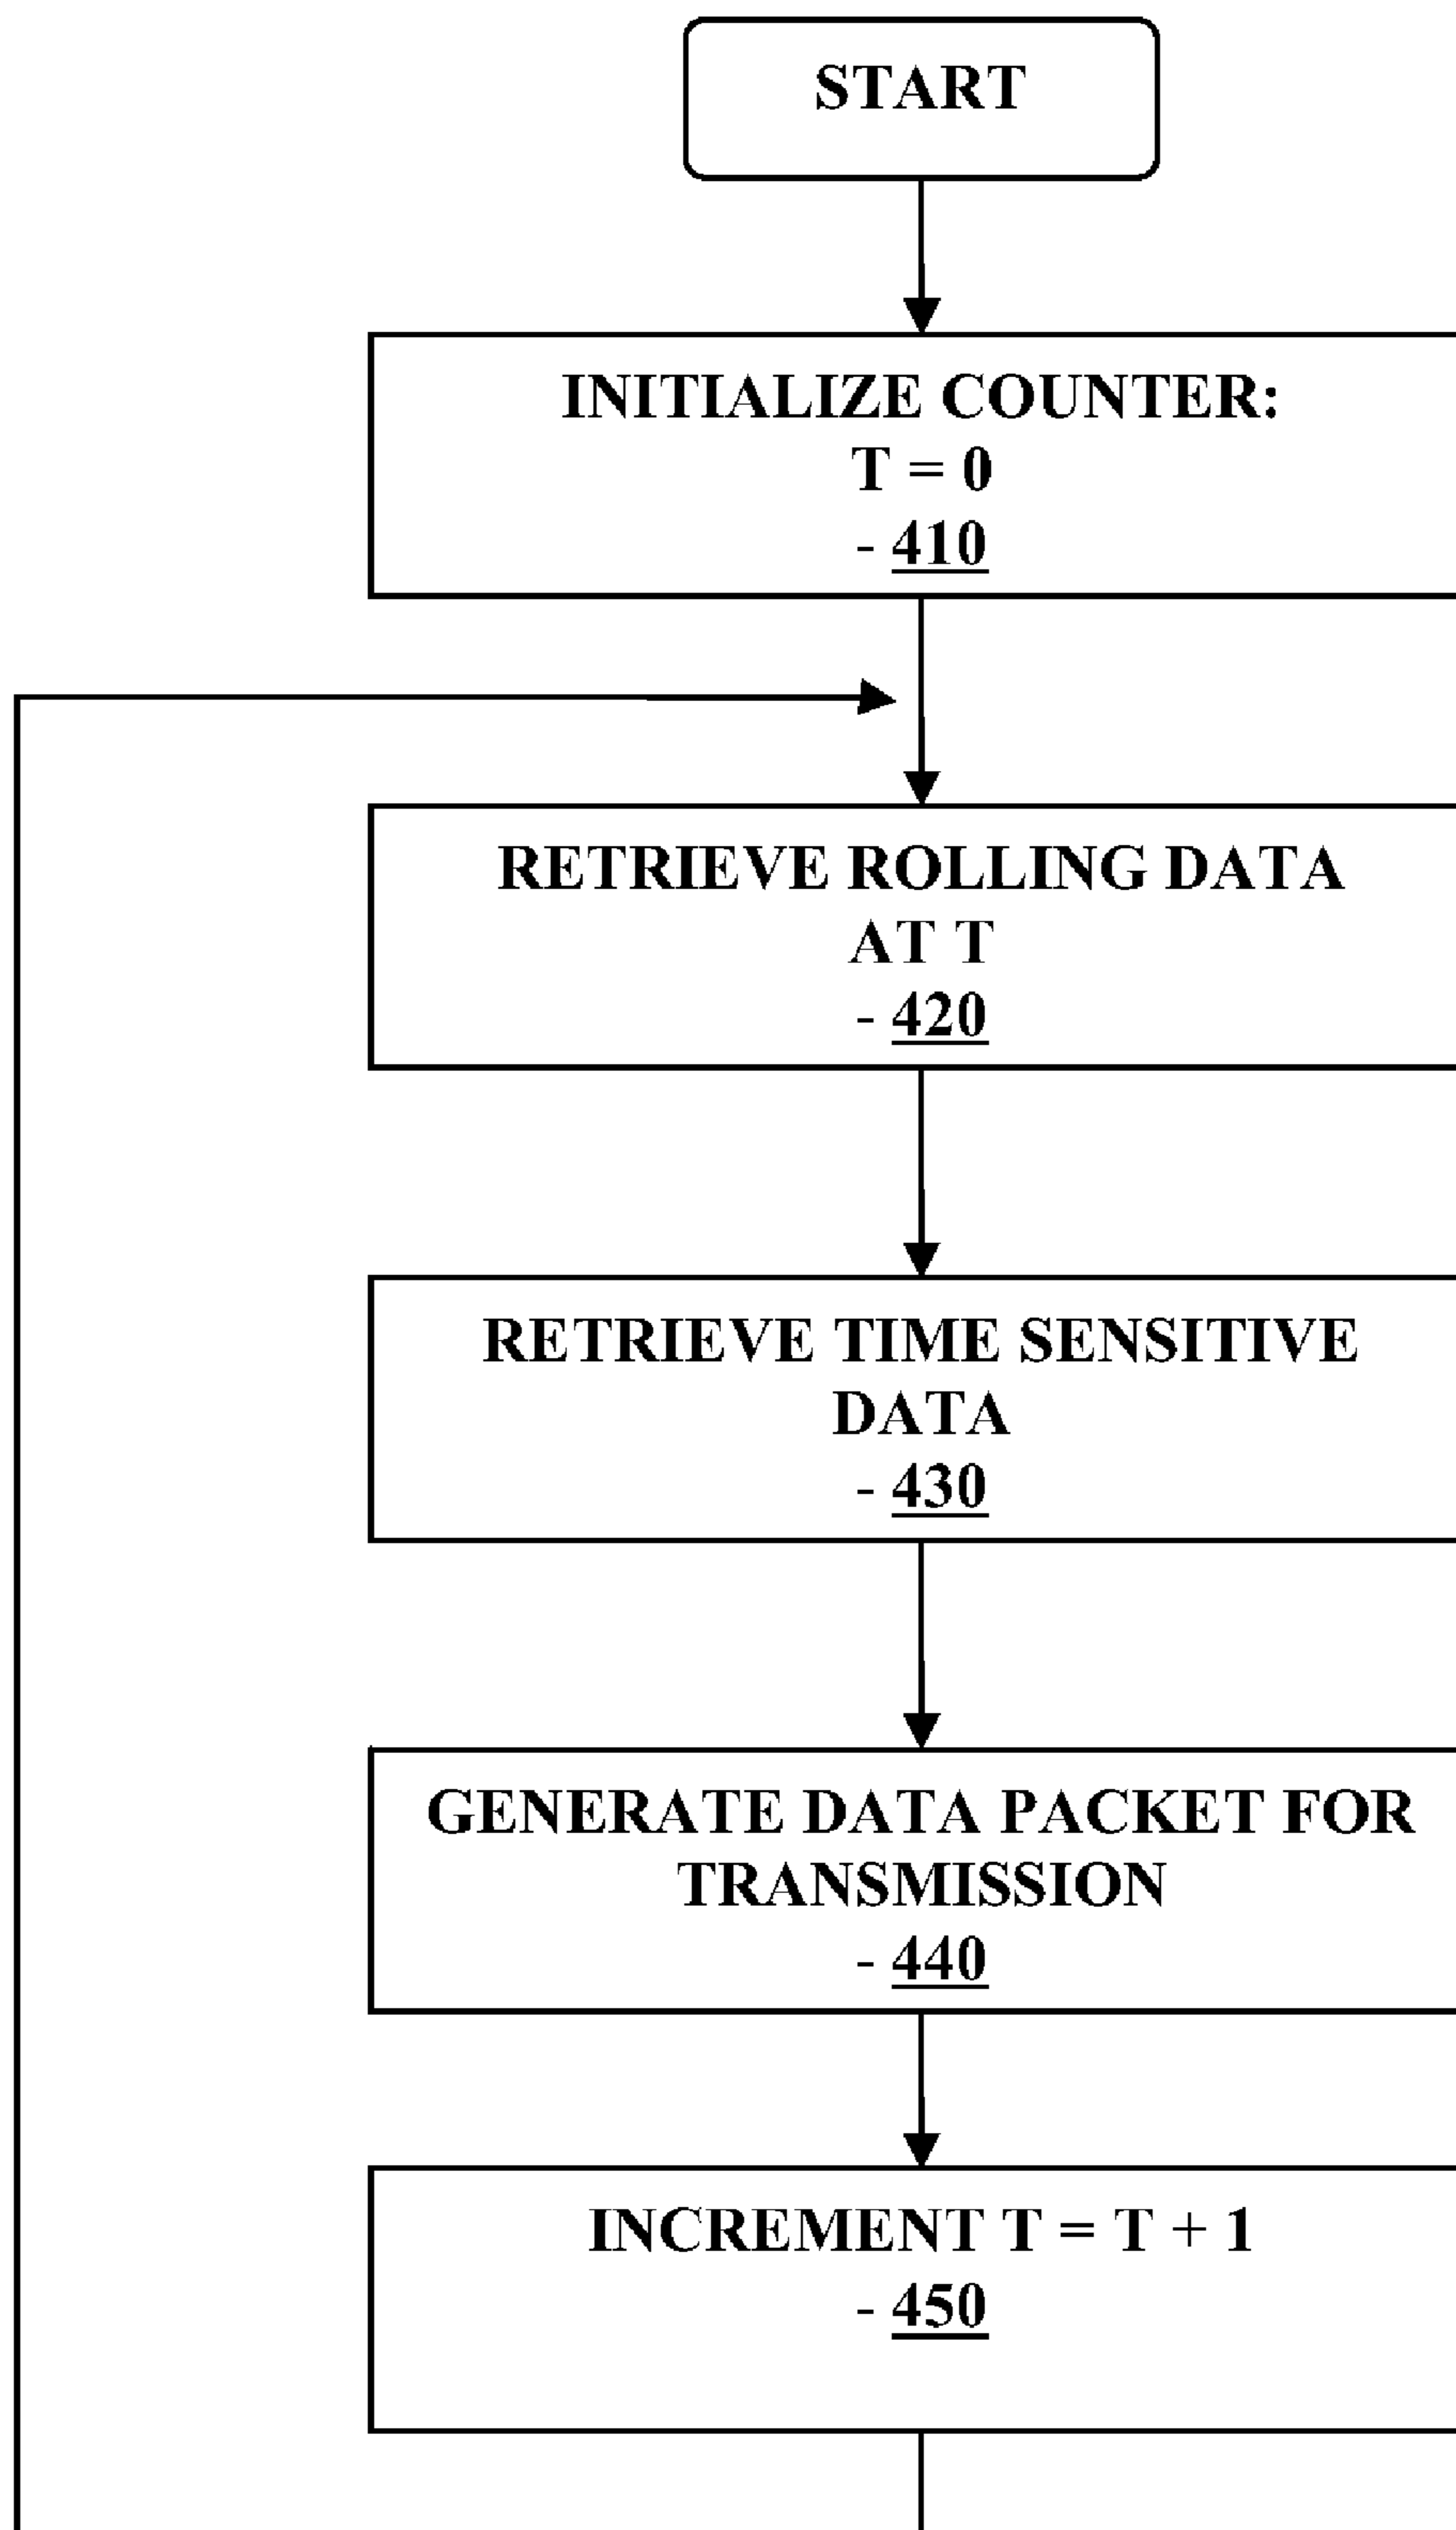 START
INITIALIZE COUNTER:
T = 0
- 410
RETRIEVE ROLLING DATA
AT T
- 420
RETRIEVE TIME SENSITIVE
DATA
- 430
GENERATE DATA PACKET FOR
TRANSMISSION
- 440
INCREMENT T = T + 1
- 450